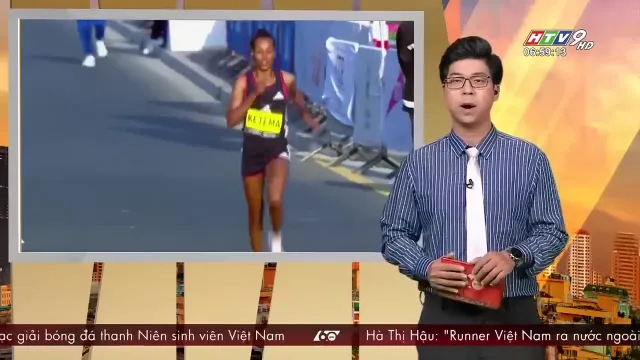 HTV9 HD
06:59:13
KETEMA
ạc giải bóng đá thanh Niên sinh viên Việt Nam
60
Hà Thị Hậu: "Runner Việt Nam ra nước ngoài